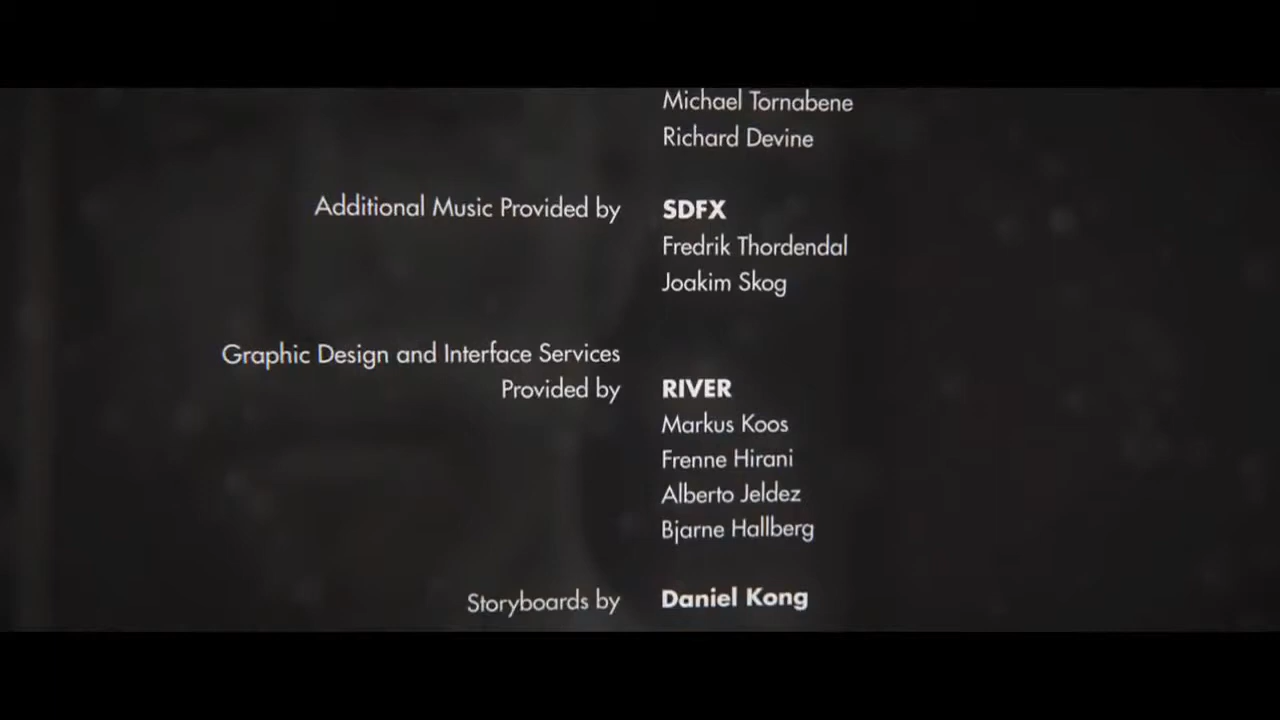 Michael Tornabene
Richard Devine
Additional Music Provided by SDFX
Fredrik Thordendal
Joakim Skog
Graphic Design and Interface Services
Provided by RIVER
Markus Koos
Frenne Hirani
Alberto Jeldez
Bjarne Hallberg
Storyboards by Daniel Kong